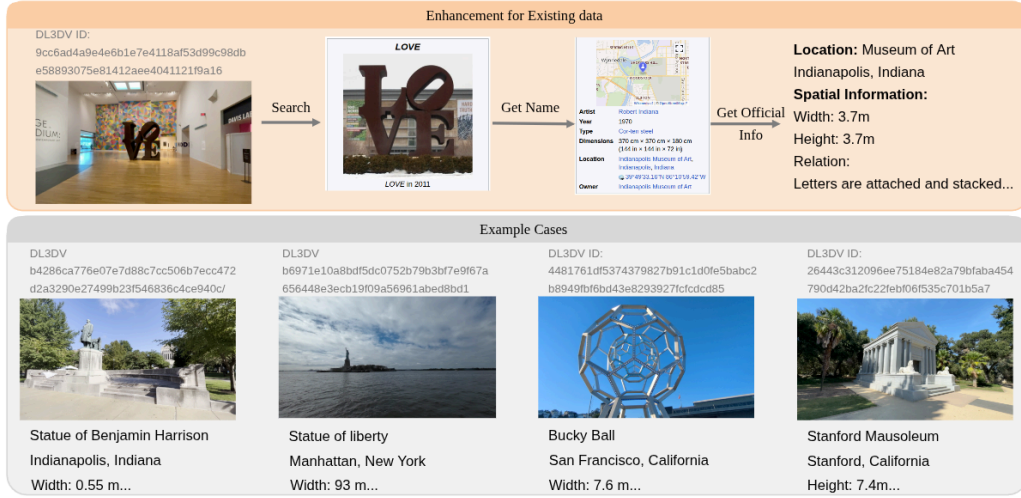 Enhancement for Existing data
DL3DV ID:
9cc6ad4a9e4e6b1e7e4118af53d99c98db
e58893075e81412aee4041121f9a16
Search
LOVE
LOVE in 2011
Get Name
Artist Robert Indiana
Year 1970
Type Cor-ten steel
Dimensions 370 cm × 370 cm × 180 cm
(144 in × 144 in × 72 in)
Location Indianapolis Museum of Art,
Indianapolis, Indiana
Owner Indianapolis Museum of Art
Get Official
Info
Location: Museum of Art
Indianapolis, Indiana
Spatial Information:
Width: 3.7m
Height: 3.7m
Relation:
Letters are attached and stacked...
Example Cases
DL3DV
b4286ca776e07e7d88c7cc506b7ecc472
d2a3290e27499b23f546836c4ce940c/
Statue of Benjamin Harrison
Indianapolis, Indiana
Width: 0.55 m...
DL3DV
b6971e10a8bdf5dc0752b79b3bf7e9f67a
656448e3ecb19f09a56961abed8bd1
Statue of liberty
Manhattan, New York
Width: 93 m...
DL3DV ID:
4481761df5374379827b91c1d0fe5babc2
b8949fbf6bd43e8293927fcfcdcd85
Bucky Ball
San Francisco, California
Width: 7.6 m...
DL3DV ID:
26443c312096ee75184e82a79bfaba454
790d42ba2fc22febf06f535c701b5a7
Stanford Mausoleum
Stanford, California
Height: 7.4m...